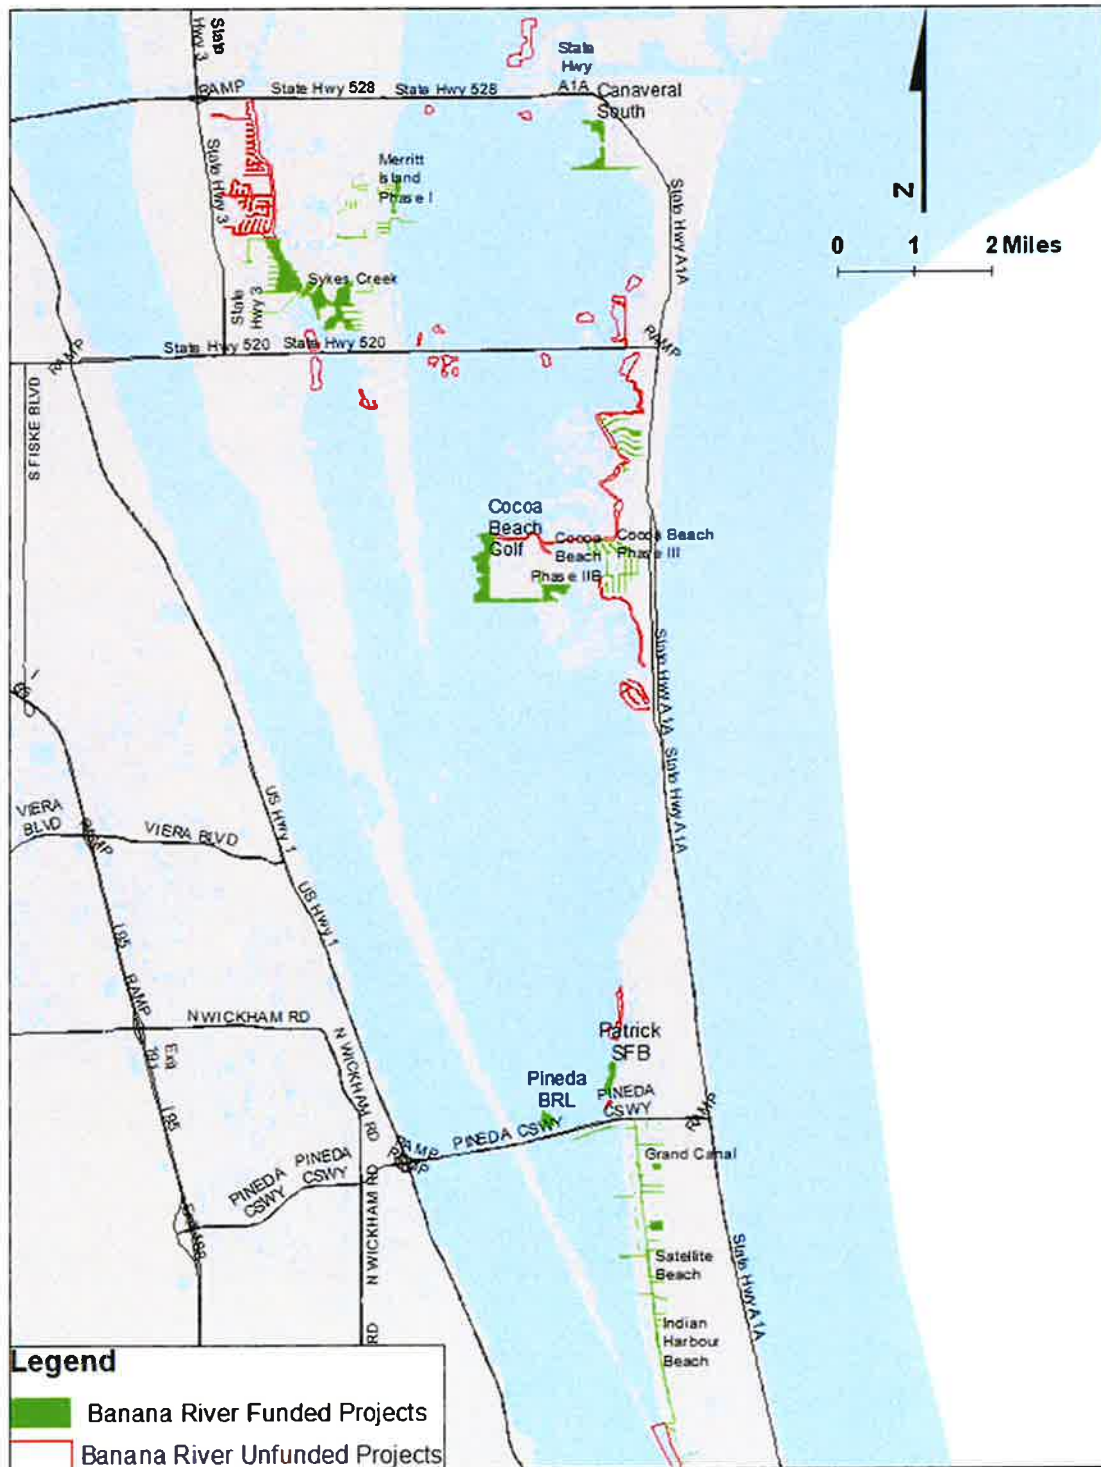 State
Hwy 3
State
Hwy
A1A
RAMP
State Hwy 528
State Hwy 528
Canaveral
South
State Hwy 3
Merritt
Island
Phase I
State Hwy A1A
N
0 1 2 Miles
Sykes Creek
State
Hwy 3
State Hwy 520
State Hwy 520
RAMP
RAMP
S FISKE BLVD
Cocoa
Beach
Golf
Cocoa
Beach
Phase IIB
Cocoa Beach
Phase III
State Hwy A1A
State Hwy A1A
US Hwy 1
VIERA
BLVD
RAMP
VIERA BLVD
US Hwy 1
I 95
RAMP
N WICKHAM RD
N WICKHAM RD
Exit
191
I 95
Patrick
SFB
Pineda
BRL
PINEDA
CSWY
RAMP
PINEDA CSWY
RAMP
RAMP
Grand Canal
PINEDA
CSWY
PINEDA
CSWY
N WICKHAM RD
RD
Exit 188
Satellite
Beach
State Hwy A1A
Indian
Harbour
Beach
Legend
Banana River Funded Projects
Banana River Unfunded Projects